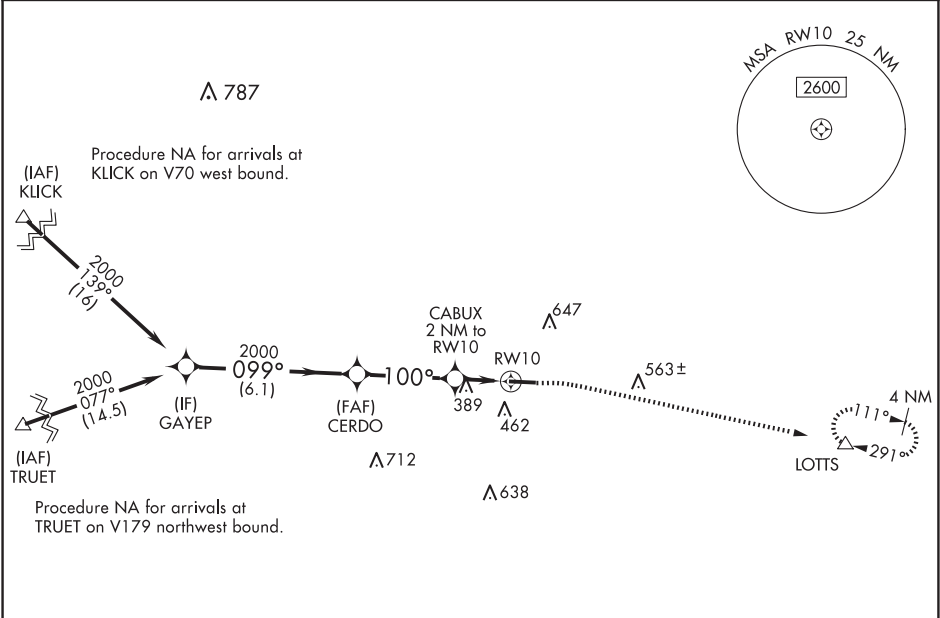 MSA RW10 25 NM
2600
787
Procedure NA for arrivals at
KLICK on V70 west bound.
(IAF)
KLICK
2000
139°
(16)
CABUX
2 NM to
RW10
647
RW10
2000
099°
(6.1)
100°
563±
4 NM
2000
077°
(14.5)
(IF)
GAYEP
(FAF)
CERDO
389
462
111°
291°
LOTTS
(IAF)
TRUET
712
638
Procedure NA for arrivals at
TRUET on V179 northwest bound.